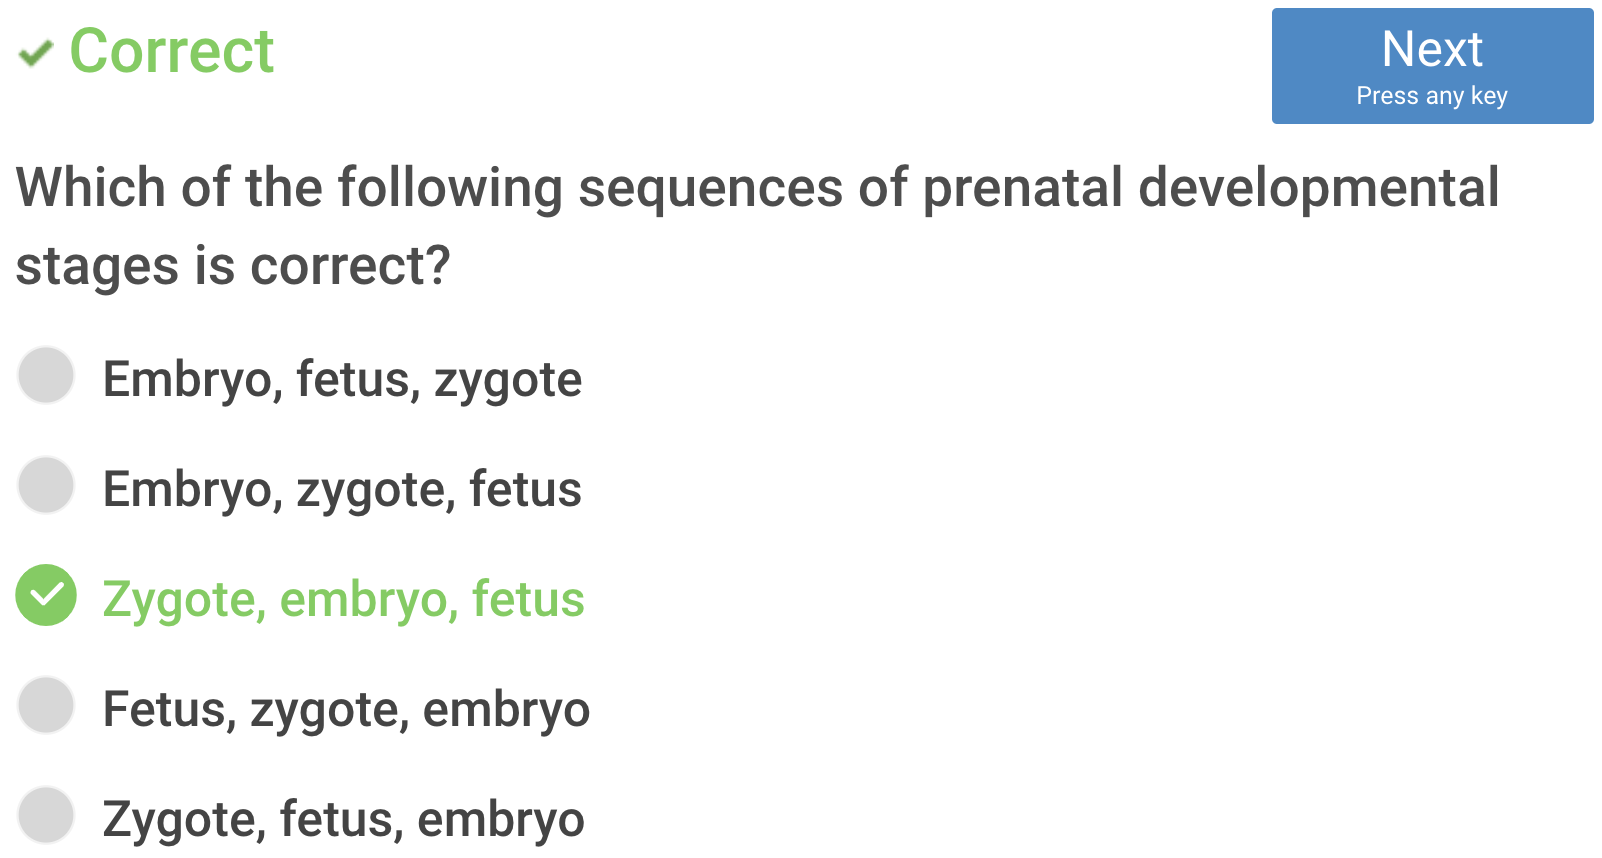 Correct
Next
Press any key
Which of the following sequences of prenatal developmental
stages is correct?
Embryo, fetus, zygote
Embryo, zygote, fetus
Zygote, embryo, fetus
Fetus, zygote, embryo
Zygote, fetus, embryo